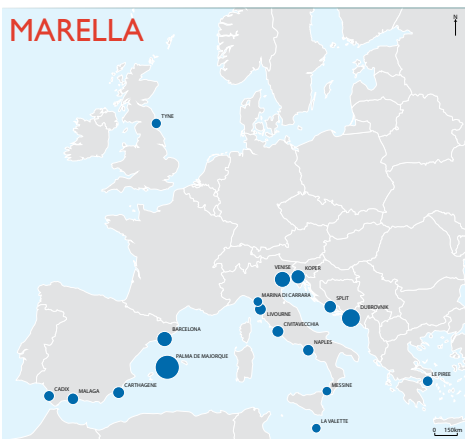 MARELLA
N
TYNE
VENISE
KOPER
MARINA DI CARRARA
SPLIT
LIVOURNE
DUBROVNIK
CIVITAVECCHIA
BARCELONA
NAPLES
PALMA DE MAJORQUE
LE PIREE
CADIX
MALAGA
CARTHAGENE
MESSINE
LA VALETTE
0 150km